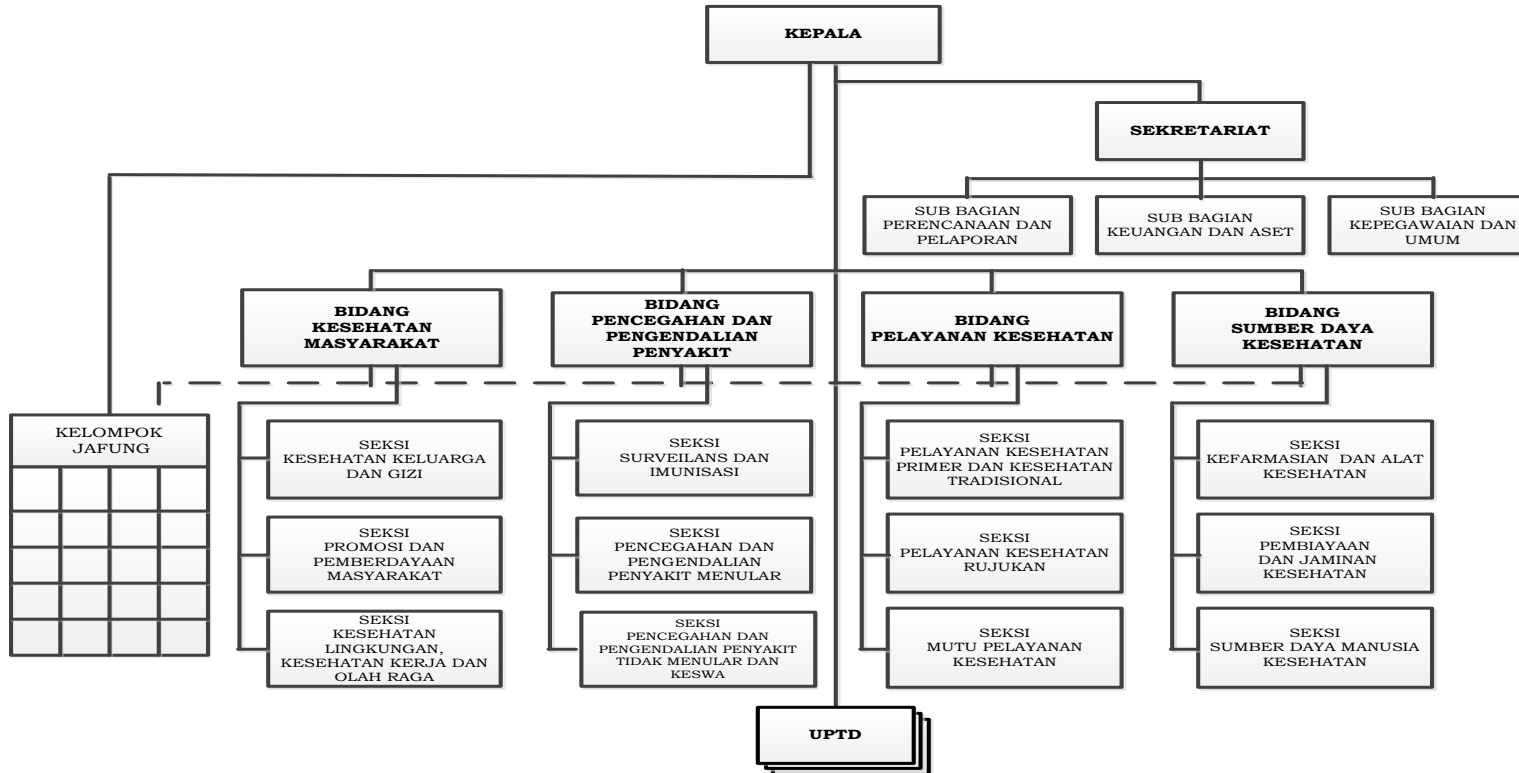 KEPALA
SEKRETARIAT
SUB BAGIAN
PERENCANAAN DAN
PELAPORAN
SUB BAGIAN
KEUANGAN DAN ASET
SUB BAGIAN
KEPEGAWAIAN DAN
UMUM
BIDANG
KESEHATAN
MASYARAKAT
BIDANG
PENCEGAHAN DAN
PENGENDALIAN
PENYAKIT
BIDANG
PELAYANAN KESEHATAN
BIDANG
SUMBER DAYA
KESEHATAN
KELOMPOK
JAFUNG
SEKSI
KESEHATAN KELUARGA
DAN GIZI
SEKSI
PROMOSI DAN
PEMBERDAYAAN
MASYARAKAT
SEKSI
KESEHATAN
LINGKUNGAN,
KESEHATAN KERJA DAN
OLAH RAGA
SEKSI
SURVEILANS DAN
IMUNISASI
SEKSI
PENCEGAHAN DAN
PENGENDALIAN
PENYAKIT MENULAR
SEKSI
PENCEGAHAN DAN
PENGENDALIAN PENYAKIT
TIDAK MENULAR DAN
KESWA
SEKSI
PELAYANAN KESEHATAN
PRIMER DAN KESEHATAN
TRADISIONAL
SEKSI
PELAYANAN KESEHATAN
RUJUKAN
SEKSI
MUTU PELAYANAN
KESEHATAN
SEKSI
KEFARMASIAN DAN ALAT
KESEHATAN
SEKSI
PEMBIAYAAN
DAN JAMINAN
KESEHATAN
SEKSI
SUMBER DAYA MANUSIA
KESEHATAN
UPTD